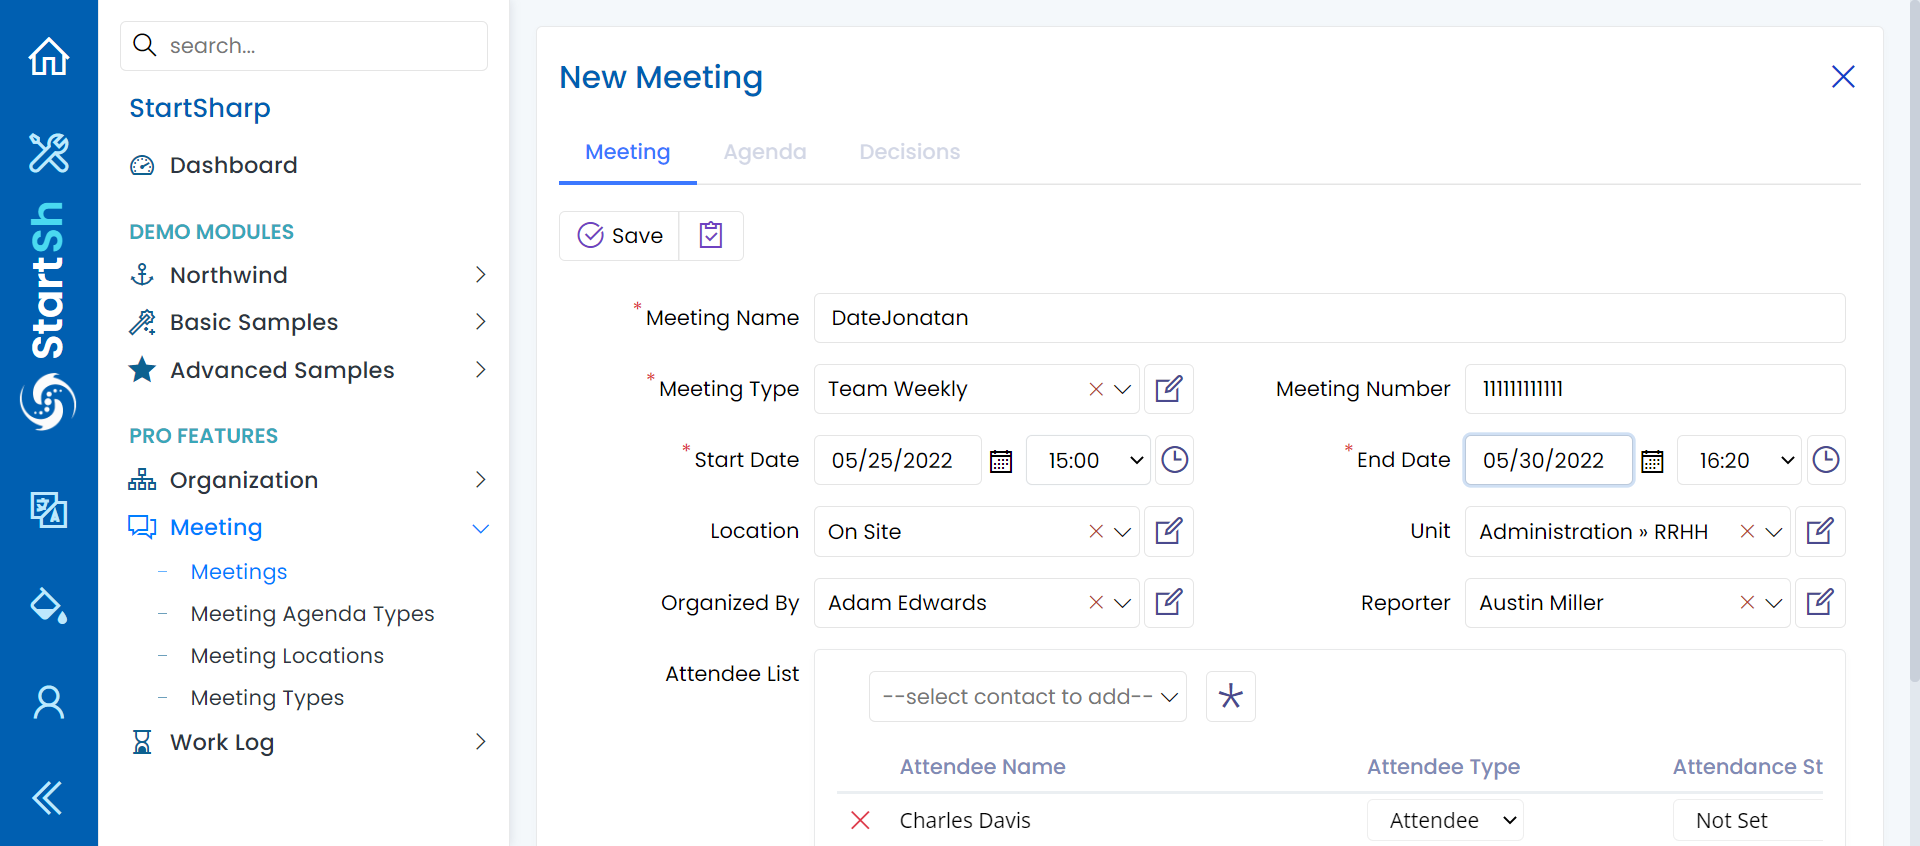 search...
StartSharp
Dashboard
DEMO MODULES
Northwind
Basic Samples
Advanced Samples
PRO FEATURES
Organization
Meeting
Meetings
Meeting Agenda Types
Meeting Locations
Meeting Types
Work Log
StartSh
New Meeting
Meeting Agenda Decisions
Save
* Meeting Name DateJonatan
* Meeting Type Team Weekly Meeting Number 111111111111
* Start Date 05/25/2022 15:00 * End Date 05/30/2022 16:20
Location On Site Unit Administration » RRHH
Organized By Adam Edwards Reporter Austin Miller
Attendee List
--select contact to add--
Attendee Name Attendee Type Attendance St
Charles Davis Attendee Not Set